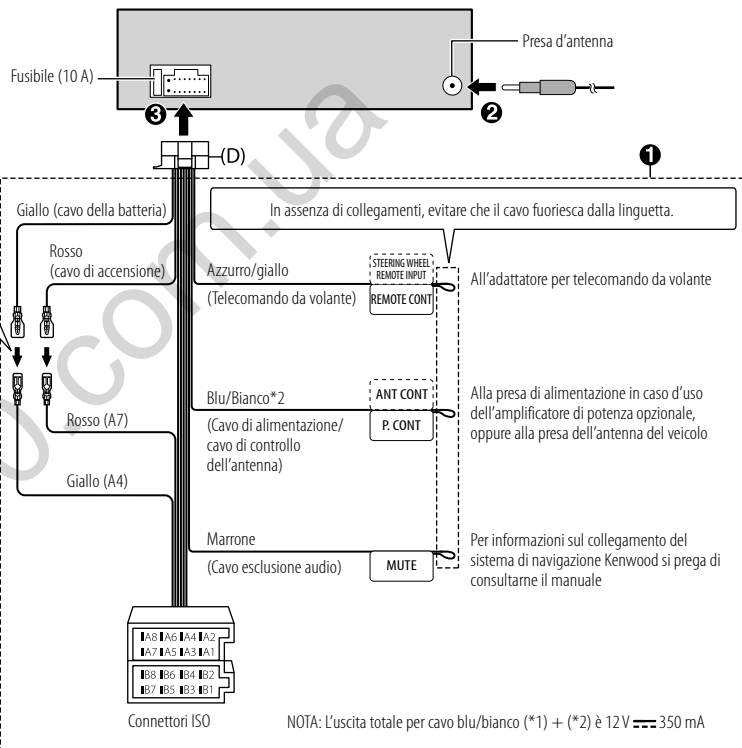 Presa d'antenna
Fusibile (10 A)
3
2
(D)
1
Giallo (cavo della batteria)
In assenza di collegamenti, evitare che il cavo fuoriesca dalla linguetta.
Rosso
(cavo di accensione)
Azzurro/giallo
(Telecomando da volante)
STEERING WHEEL
REMOTE INPUT
REMOTE CONT
All'adattatore per telecomando da volante
Blu/Bianco*2
(Cavo di alimentazione/
cavo di controllo
dell'antenna)
ANT CONT
P. CONT
Alla presa di alimentazione in caso d'uso
dell'amplificatore di potenza opzionale,
oppure alla presa dell'antenna del veicolo
Rosso (A7)
Giallo (A4)
Marrone
(Cavo esclusione audio)
MUTE
Per informazioni sul collegamento del
sistema di navigazione Kenwood si prega di
consultarne il manuale
A8 A6 A4 A2
A7 A5 A3 A1
B8 B6 B4 B2
B7 B5 B3 B1
Connettori ISO
NOTA: L'uscita totale per cavo blu/bianco (*1) + (*2) è 12 V ⎓ 350 mA
0.com.ua